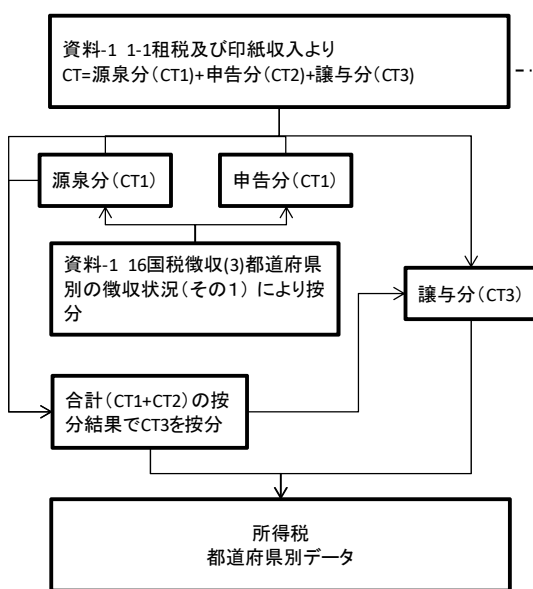 資料-1 1-1租税及び印紙収入より
CT=源泉分(CT1)+申告分(CT2)+譲与分(CT3)
源泉分(CT1)
申告分(CT1)
資料-1 16国税徴収(3)都道府県
別の徴収状況(その1) により按
分
譲与分(CT3)
合計(CT1+CT2)の按
分結果でCT3を按分
所得税
都道府県別データ